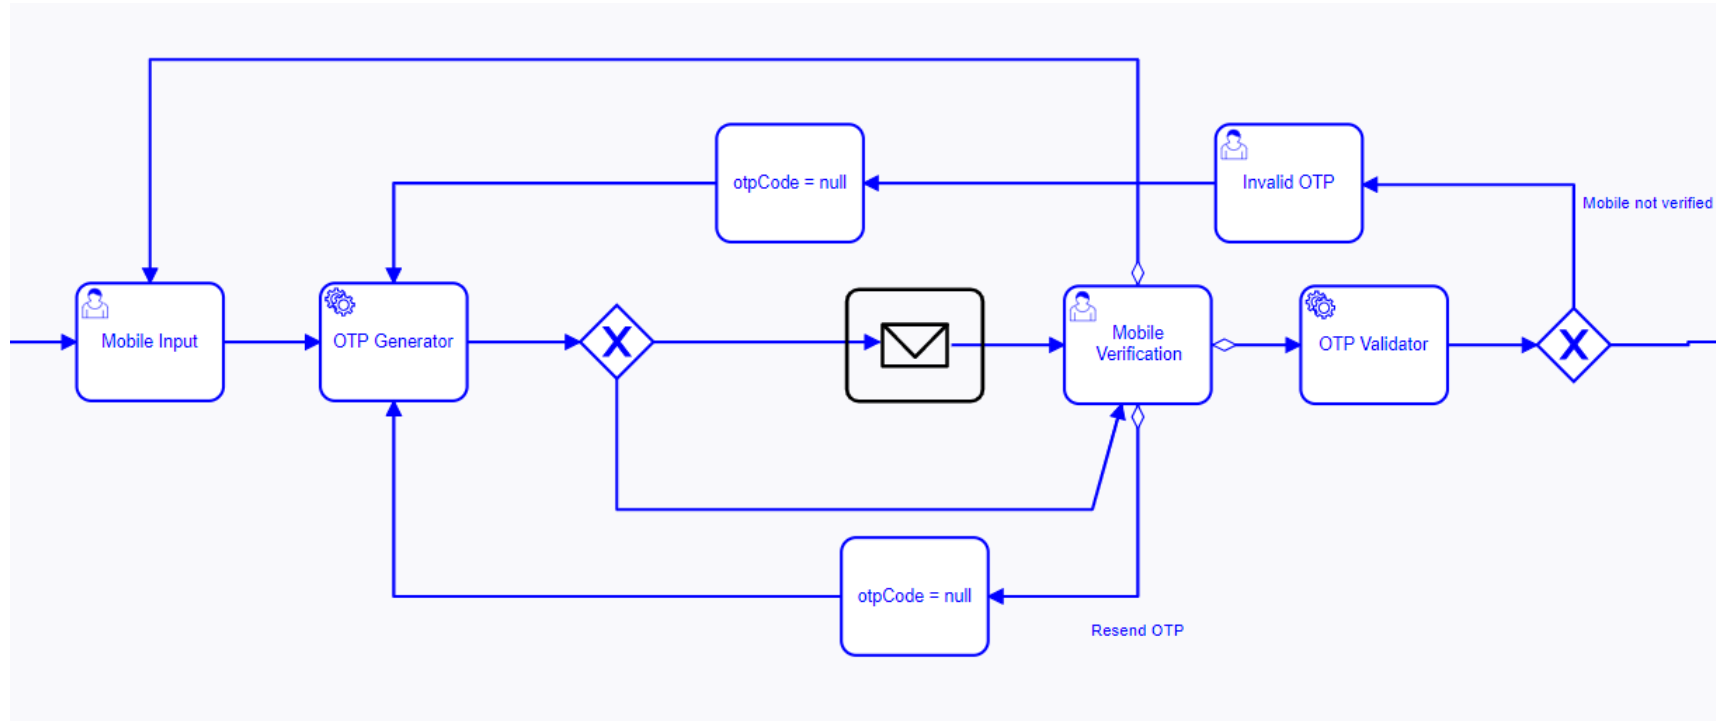 otpCode = null
Invalid OTP
Mobile not verified
Mobile Input
OTP Generator
Mobile
Verification
OTP Validator
otpCode = null
Resend OTP